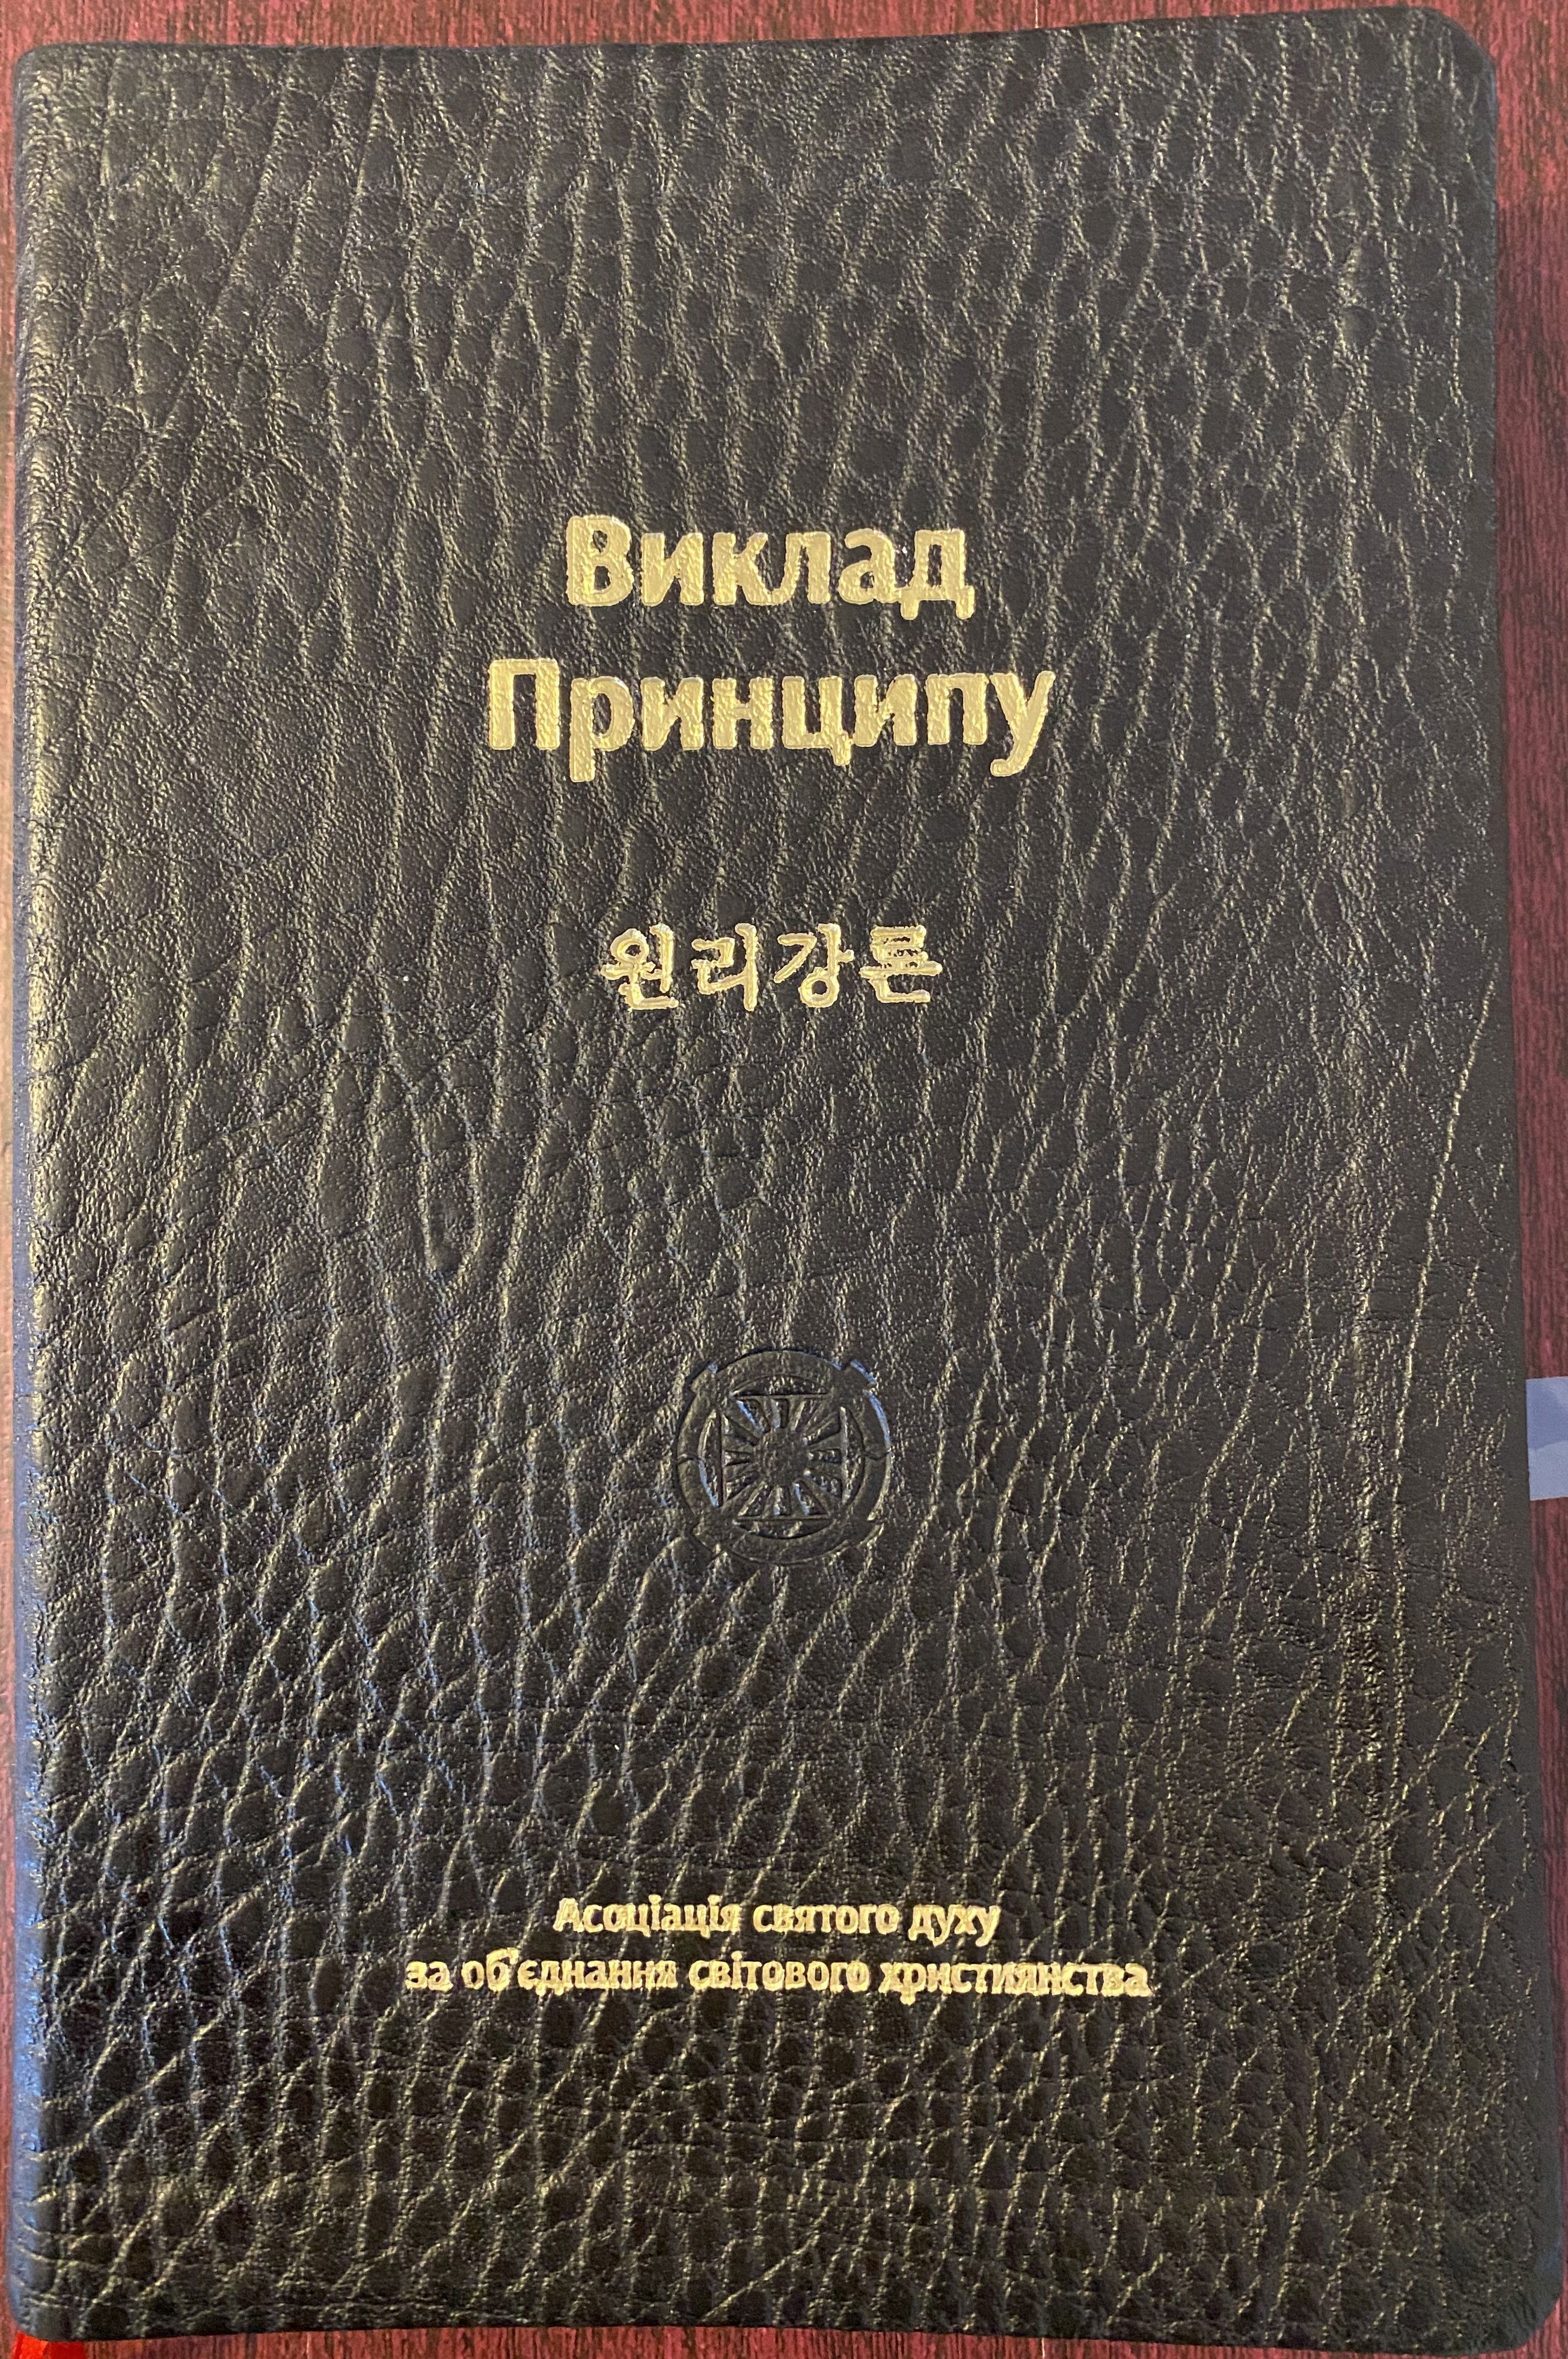 Виклад
Принципу
원리강론
Асоціація святого духу
за об'єднання світового християнства